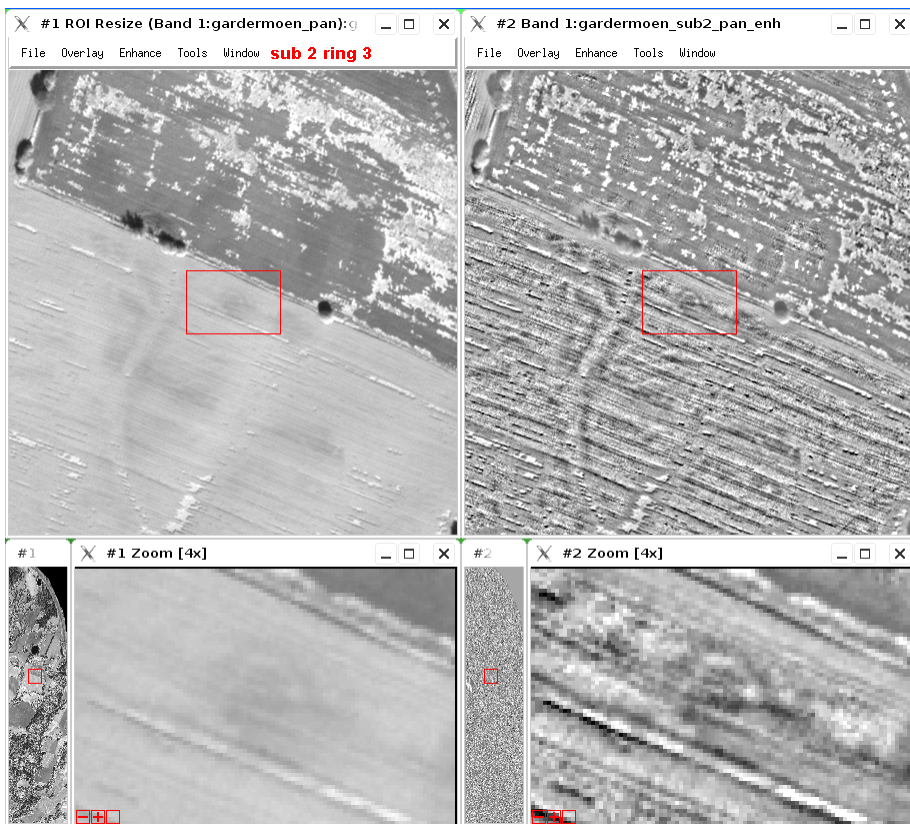 #1 ROI Resize (Band 1:gardermoen_pan):g
File Overlay Enhance Tools Window sub 2 ring 3
#2 Band 1:gardermoen_sub2_pan_enh
File Overlay Enhance Tools Window
#1
#1 Zoom [4x]
#2
#2 Zoom [4x]